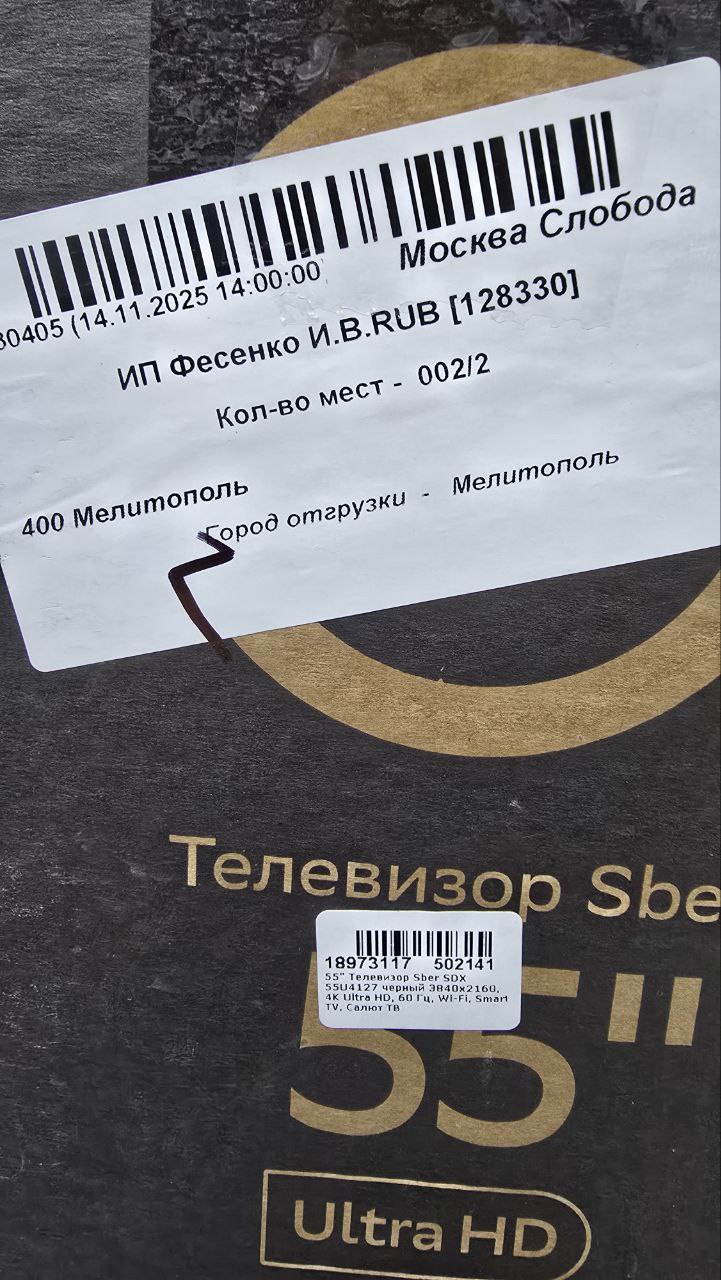 30405 (14.11.2025 14:00:00)
Москва Слобода
ИП Фесенко И.В.RUB [128330]
Кол-во мест - 002/2
400 Мелитополь
Город отгрузки - Мелитополь
Телевизор Sbe
18973117 502141
55" Телевизор Sber SDX
55U4127 черный 3840x2160,
4K Ultra HD, 60 Гц, Wi-Fi, Smart
TV, Салют ТВ
55"
Ultra HD